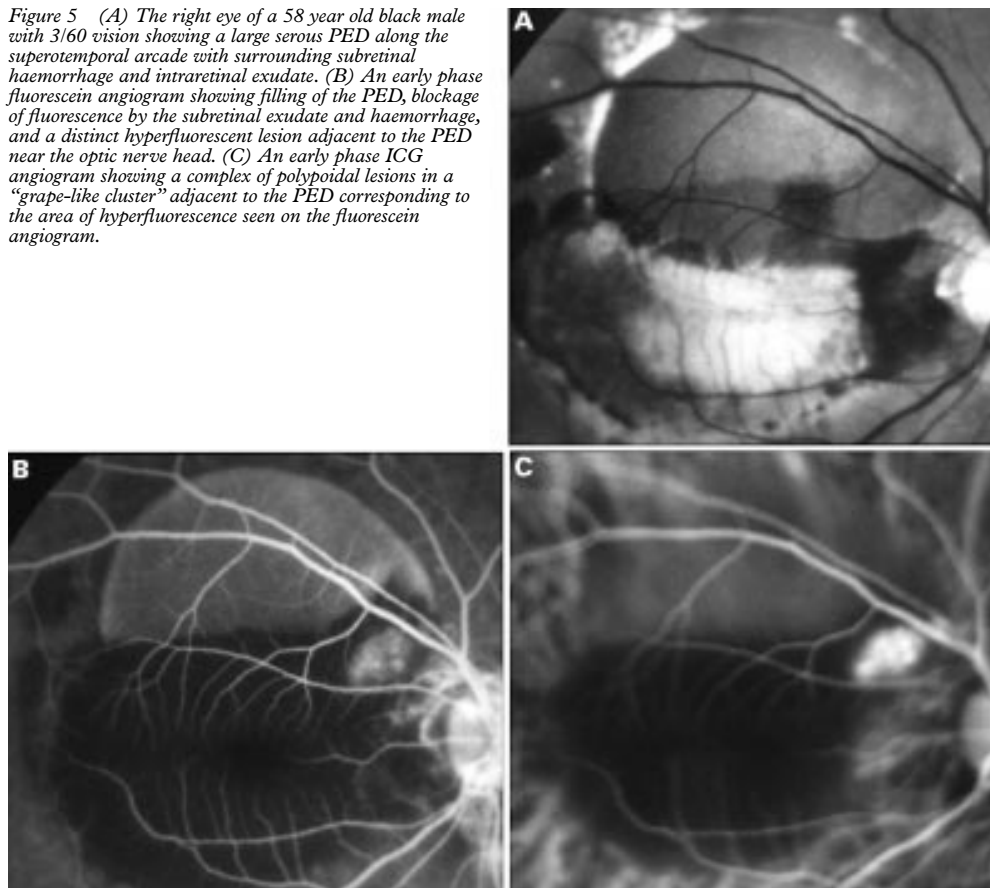 Figure 5 (A) The right eye of a 58 year old black male
with 3/60 vision showing a large serous PED along the
superotemporal arcade with surrounding subretinal
haemorrhage and intraretinal exudate. (B) An early phase
fluorescein angiogram showing filling of the PED, blockage
of fluorescence by the subretinal exudate and haemorrhage,
and a distinct hyperfluorescent lesion adjacent to the PED
near the optic nerve head. (C) An early phase ICG
angiogram showing a complex of polypoidal lesions in a
"grape-like cluster" adjacent to the PED corresponding to
the area of hyperfluorescence seen on the fluorescein
angiogram.
A
B
C